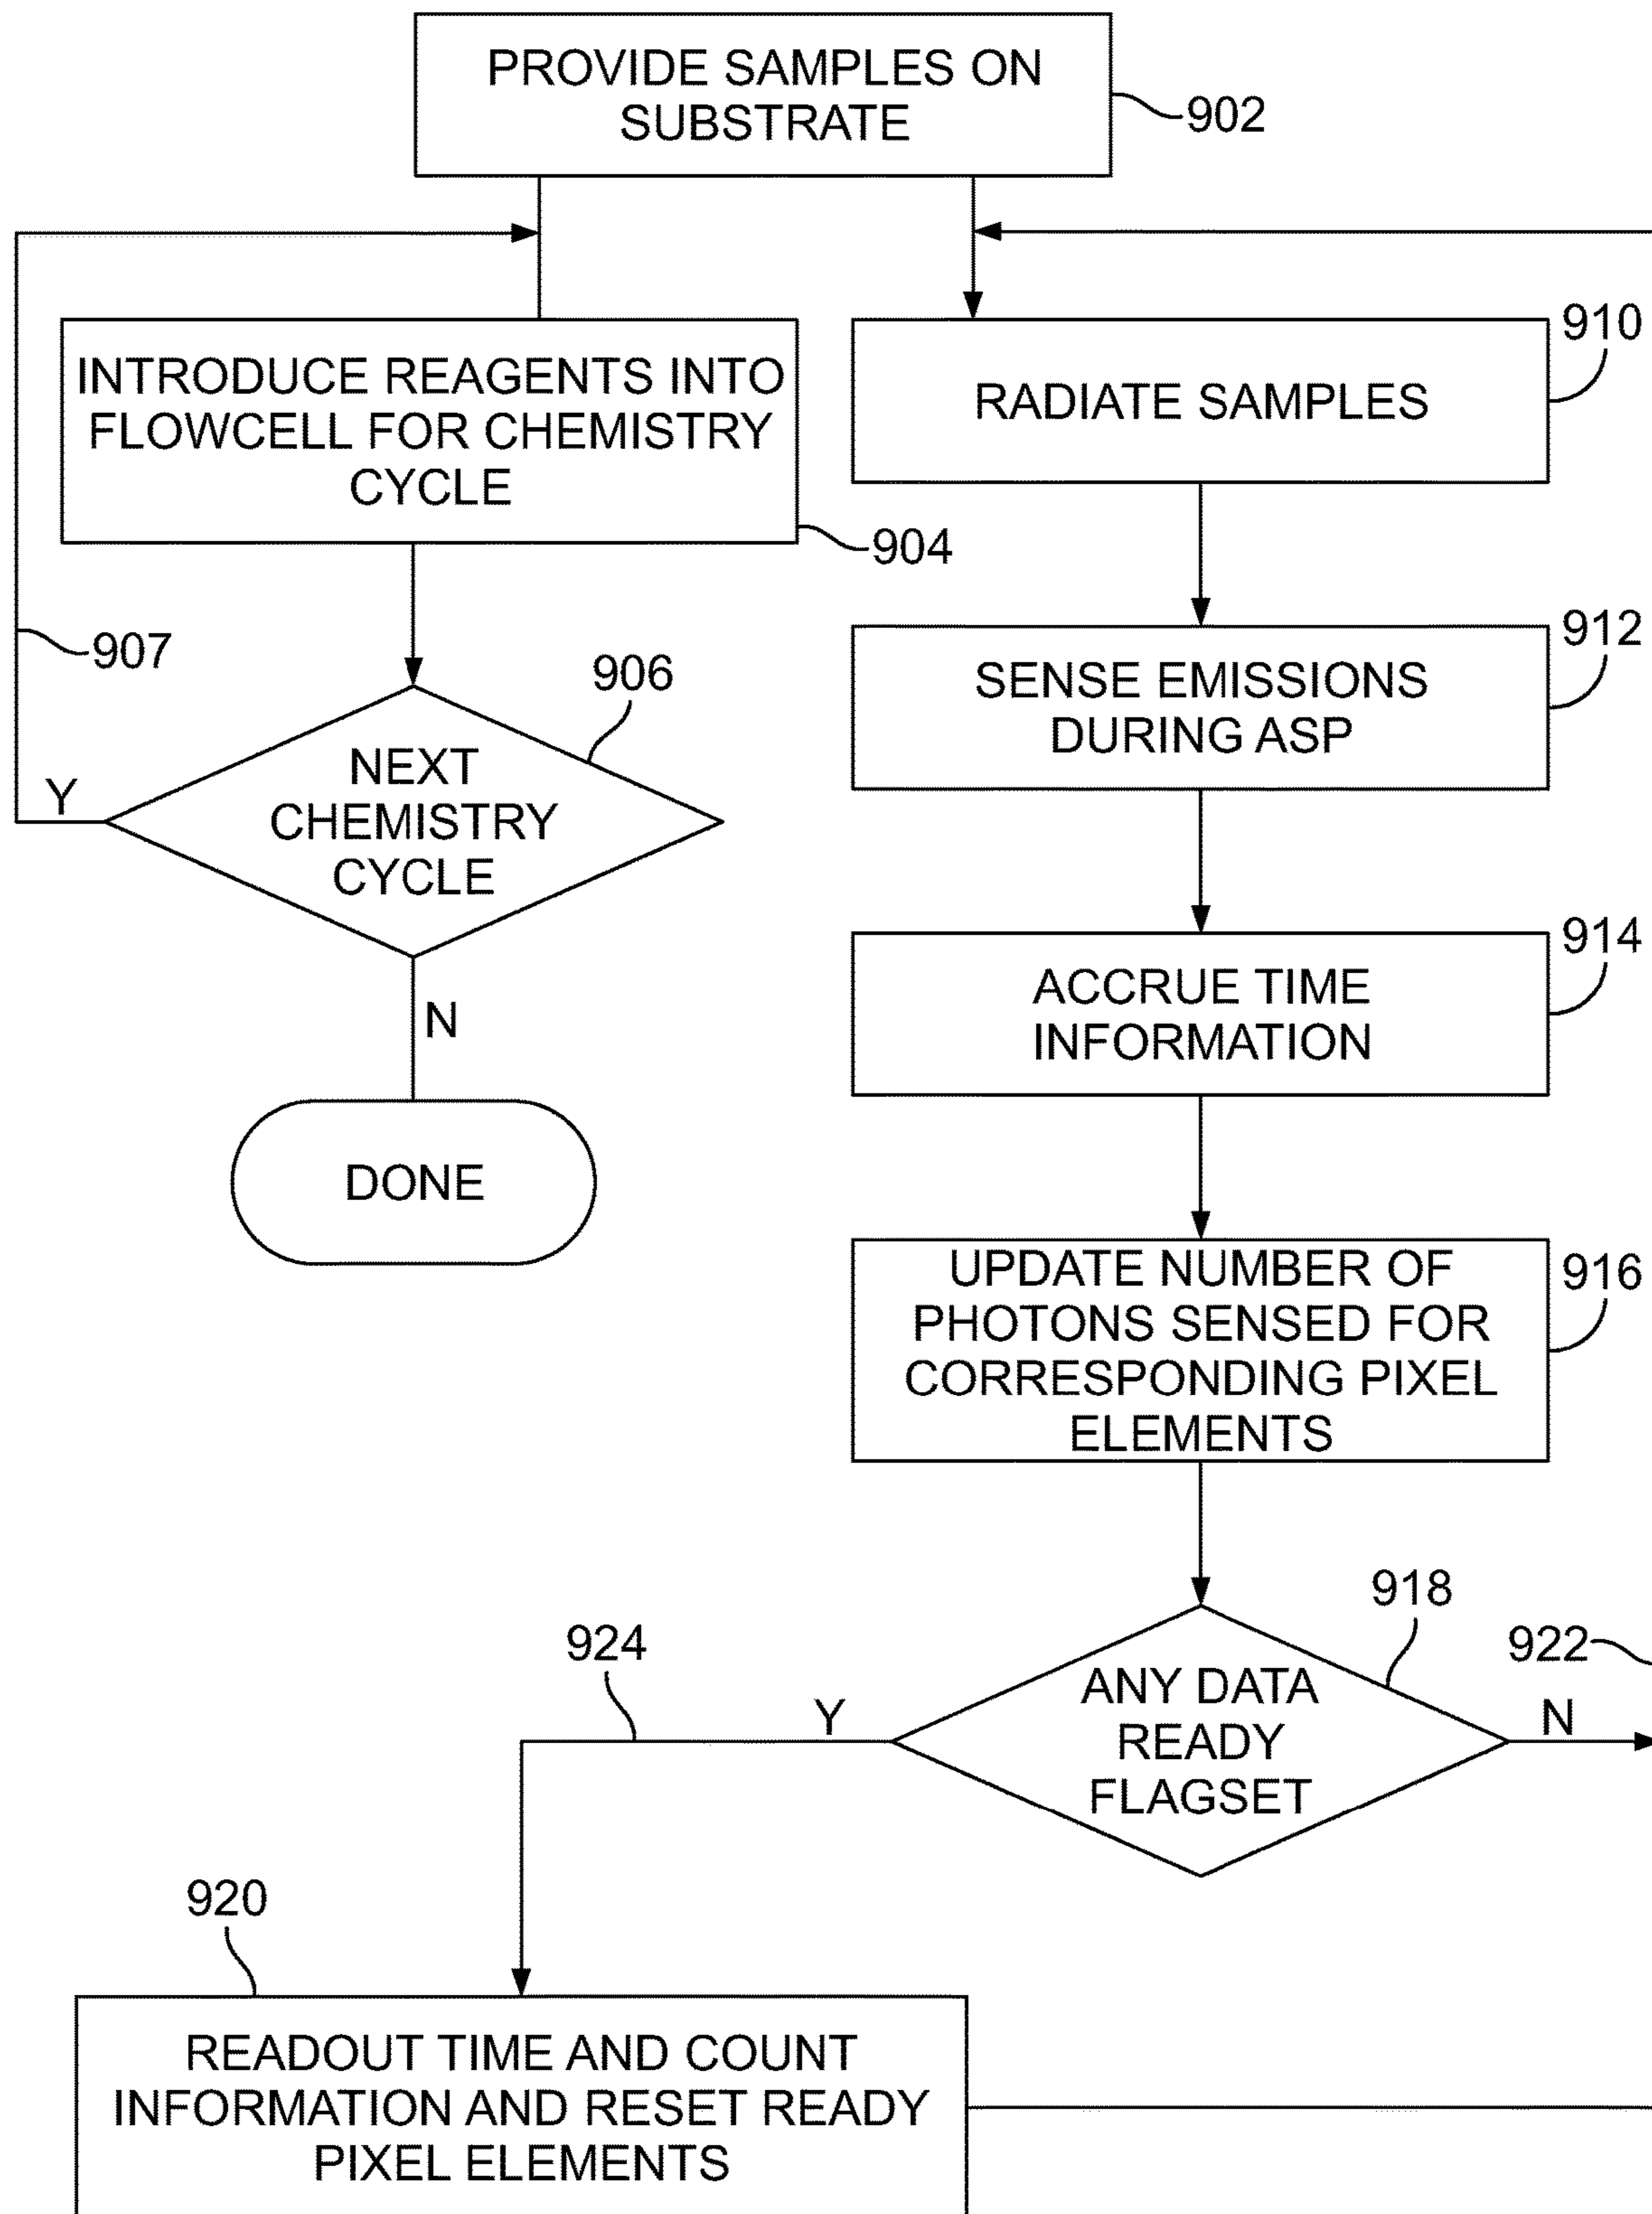 PROVIDE SAMPLES ON
SUBSTRATE
902
INTRODUCE REAGENTS INTO
FLOWCELL FOR CHEMISTRY
CYCLE
904
907
906
NEXT
CHEMISTRY
CYCLE
Y
N
DONE
910
RADIATE SAMPLES
912
SENSE EMISSIONS
DURING ASP
914
ACCRUE TIME
INFORMATION
916
UPDATE NUMBER OF
PHOTONS SENSED FOR
CORRESPONDING PIXEL
ELEMENTS
918
922
924
Y
N
ANY DATA
READY
FLAGSET
920
READOUT TIME AND COUNT
INFORMATION AND RESET READY
PIXEL ELEMENTS